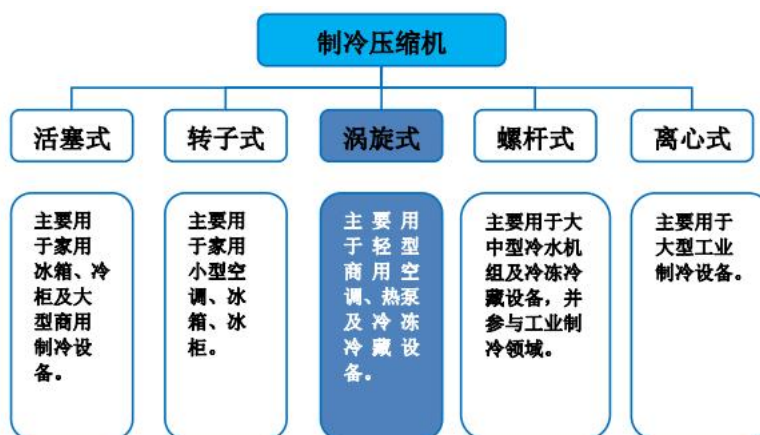 制冷压缩机
活塞式
转子式
涡旋式
螺杆式
离心式
主要用
于家用
冰箱、冷
柜及大
型商用
制冷设
备。
主要用
于家用
小型空
调、冰
箱、冰
柜。
主要用
于轻型
商用空
调、热泵
及冷冻
冷藏设
备。
主要用于大
中型冷水机
组及冷冻冷
藏设备，并
参与工业制
冷领域。
主要用于
大型工业
制冷设备。